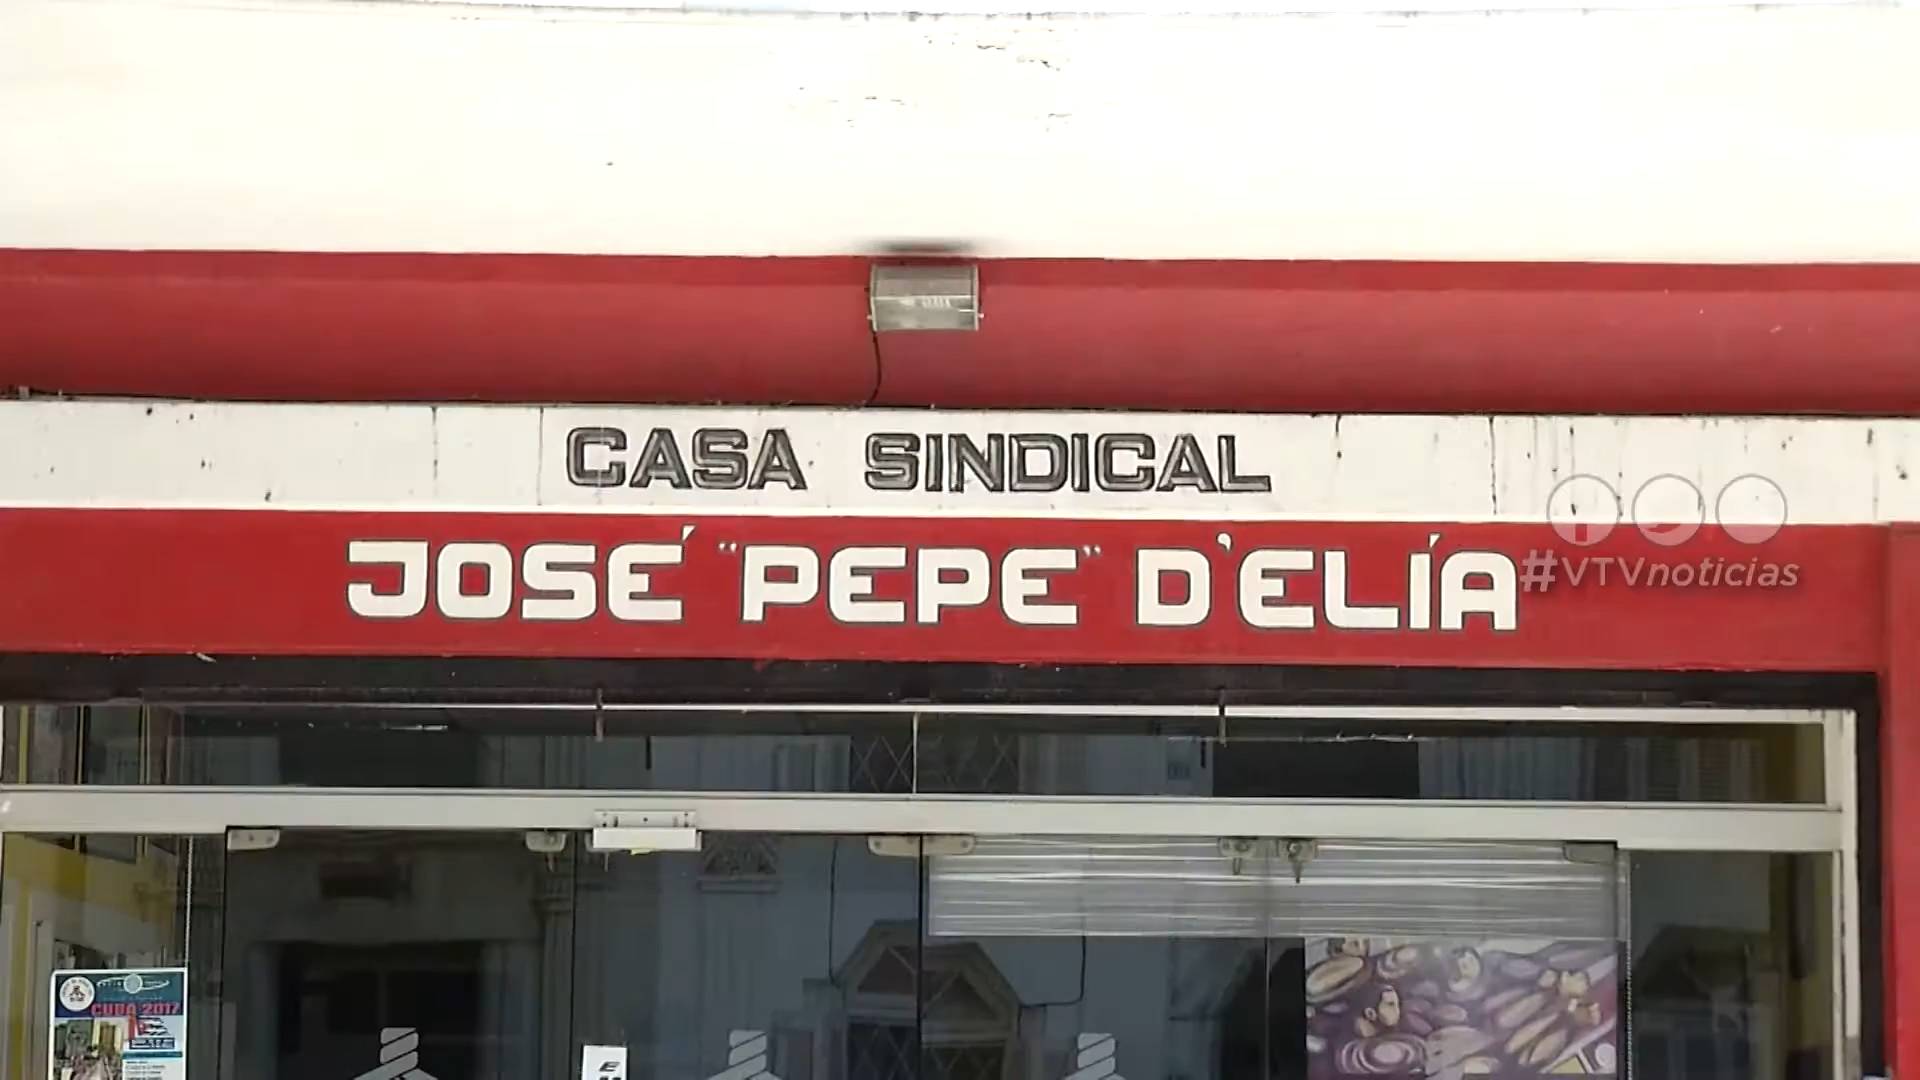 CASA SINDICAL
JOSÉ "PEPE" D'ELÍA
#VTVnoticias
CUBA 2017